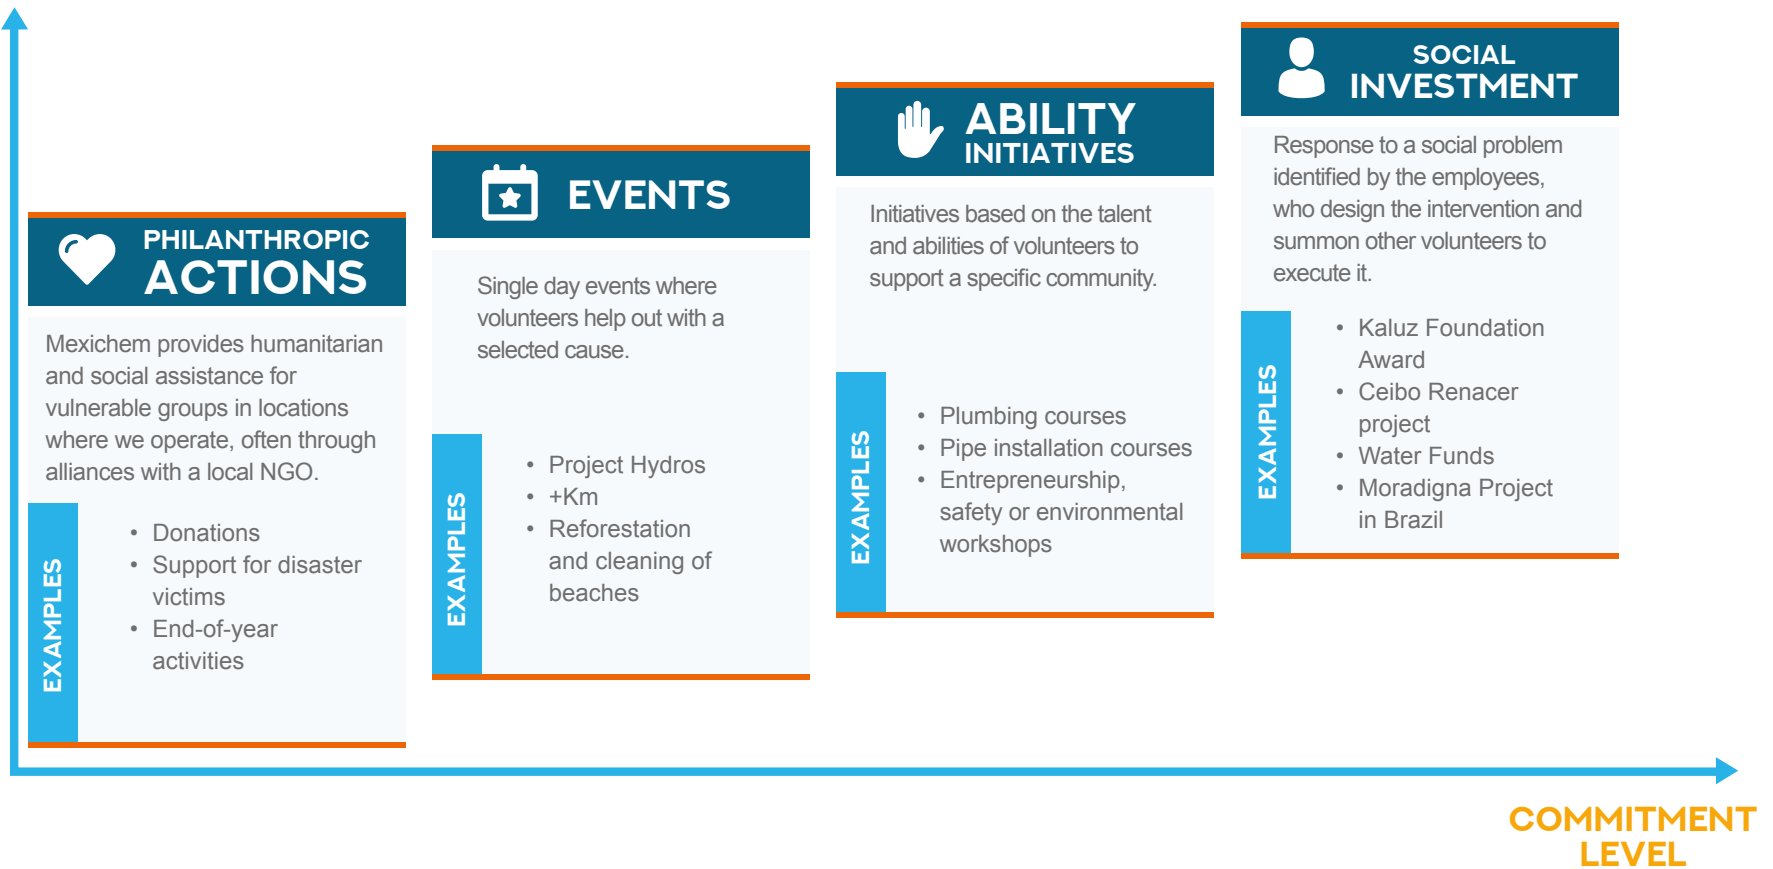 PHILANTHROPIC
ACTIONS
Mexichem provides humanitarian
and social assistance for
vulnerable groups in locations
where we operate, often through
alliances with a local NGO.
EXAMPLES
• Donations
• Support for disaster
victims
• End-of-year
activities
EVENTS
Single day events where
volunteers help out with a
selected cause.
EXAMPLES
• Project Hydros
• +Km
• Reforestation
and cleaning of
beaches
ABILITY
INITIATIVES
Initiatives based on the talent
and abilities of volunteers to
support a specific community.
EXAMPLES
• Plumbing courses
• Pipe installation courses
• Entrepreneurship,
safety or environmental
workshops
SOCIAL
INVESTMENT
Response to a social problem
identified by the employees,
who design the intervention and
summon other volunteers to
execute it.
EXAMPLES
• Kaluz Foundation
Award
• Ceibo Renacer
project
• Water Funds
• Moradigna Project
in Brazil
COMMITMENT
LEVEL